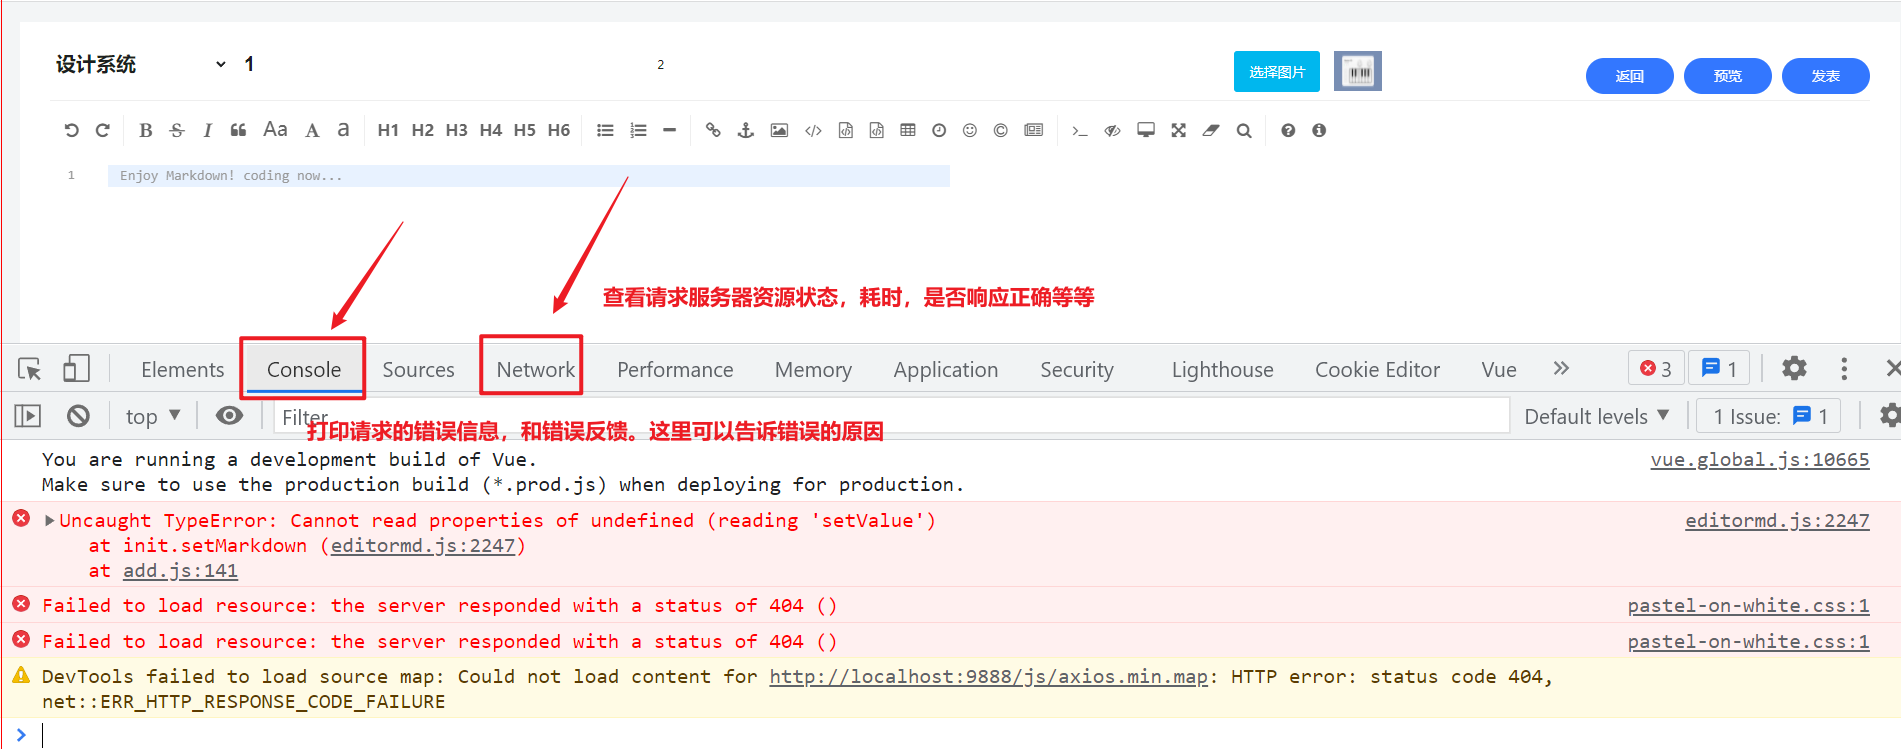 设计系统 1 2 选择图片 返回 预览 发表
B S I Aa A a H1 H2 H3 H4 H5 H6
1 Enjoy Markdown! coding now...
查看请求服务器资源状态，耗时，是否响应正确等等
Elements Console Sources Network Performance Memory Application Security Lighthouse Cookie Editor Vue 3 1
top Filter Default levels 1 Issue: 1
打印请求的错误信息，和错误反馈。这里可以告诉错误的原因
You are running a development build of Vue. vue.global.js:10665
Make sure to use the production build (*.prod.js) when deploying for production.
Uncaught TypeError: Cannot read properties of undefined (reading 'setValue') editormd.js:2247
at init.setMarkdown (editormd.js:2247)
at add.js:141
Failed to load resource: the server responded with a status of 404 () pastel-on-white.css:1
Failed to load resource: the server responded with a status of 404 () pastel-on-white.css:1
DevTools failed to load source map: Could not load content for http://localhost:9888/js/axios.min.map: HTTP error: status code 404,
net::ERR_HTTP_RESPONSE_CODE_FAILURE